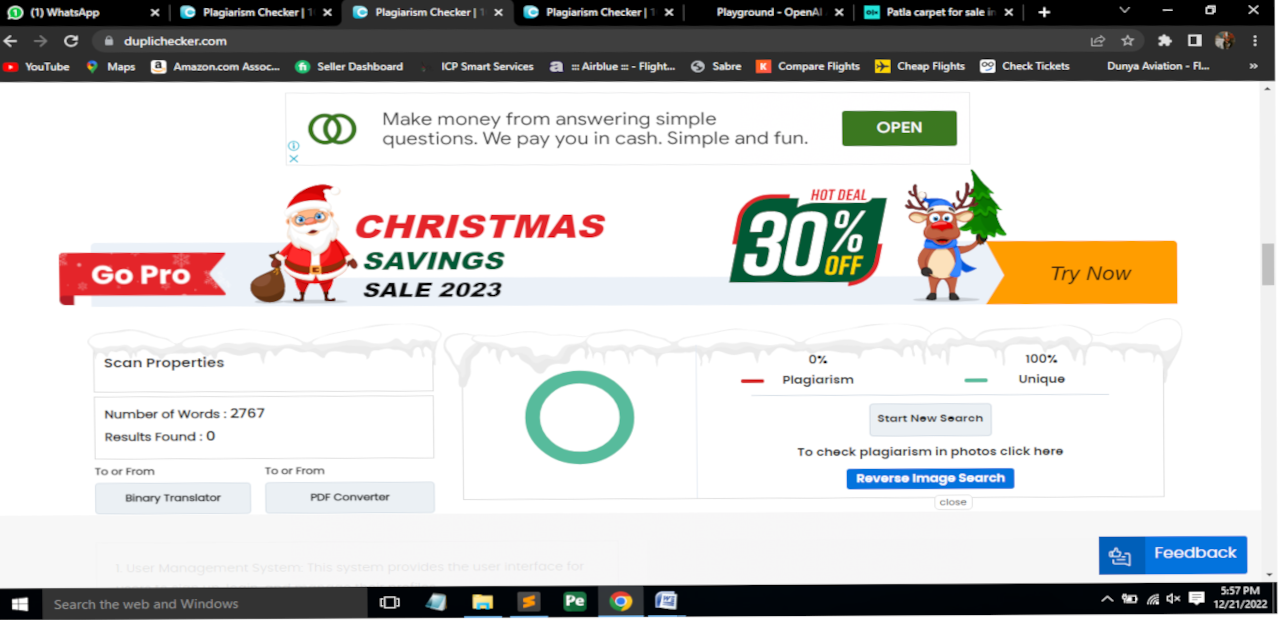 (1) WhatsApp
Plagiarism Checker | 1
Plagiarism Checker | 1
Plagiarism Checker | 1
Playground - OpenAI
Patla carpet for sale in
duplichecker.com
YouTube
Maps
Amazon.com Assoc...
Seller Dashboard
ICP Smart Services
::: Airblue ::: - Flight...
Sabre
Compare Flights
Cheap Flights
Check Tickets
Dunya Aviation - Fl...
Make money from answering simple
questions. We pay you in cash. Simple and fun.
OPEN
Go Pro
CHRISTMAS
SAVINGS
SALE 2023
HOT DEAL
30% OFF
Try Now
Scan Properties
Number of Words : 2767
Results Found : 0
To or From
To or From
Binary Translator
PDF Converter
0%
100%
Plagiarism
Unique
Start New Search
To check plagiarism in photos click here
Reverse Image Search
close
1. User Management System: This system provides the user interface for
Feedback
Search the web and Windows
Pe
5:57 PM
12/21/2022